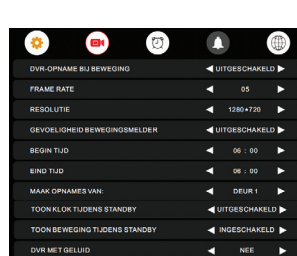 DVR-OPNAME BIJ BEWEGING ◀ UITGESCHAKELD ▶
FRAME RATE ◀ 05 ▶
RESOLUTIE ◀ 1280*720 ▶
GEVOELIGHEID BEWEGINGSMELDER ◀ UITGESCHAKELD ▶
BEGIN TIJD ◀ 06 : 00 ▶
EIND TIJD ◀ 06 : 00 ▶
MAAK OPNAMES VAN: ◀ DEUR 1 ▶
TOON KLOK TIJDENS STANDBY ◀ UITGESCHAKELD ▶
TOON BEWEGING TIJDENS STANDBY ◀ INGESCHAKELD ▶
DVR MET GELUID ◀ NEE ▶